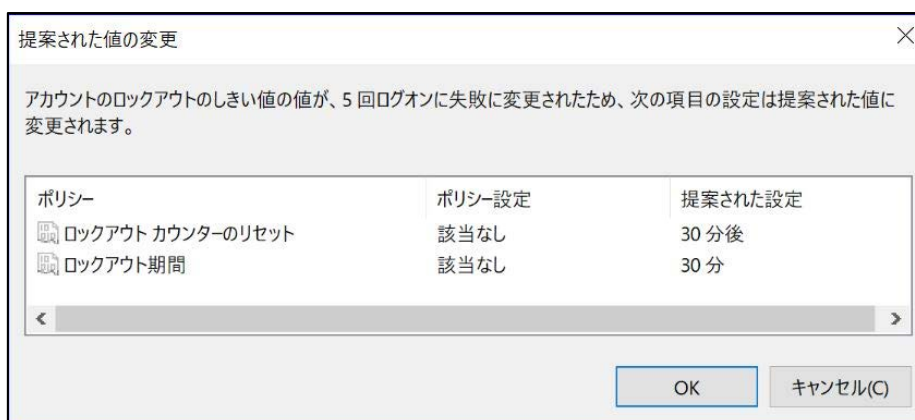 提案された値の変更
アカウントのロックアウトのしきい値の値が、5 回ログオンに失敗に変更されたため、次の項目の設定は提案された値に
変更されます。
ポリシー ポリシー設定 提案された設定
ロックアウト カウンターのリセット 該当なし 30 分後
ロックアウト期間 該当なし 30 分
OK キャンセル(C)